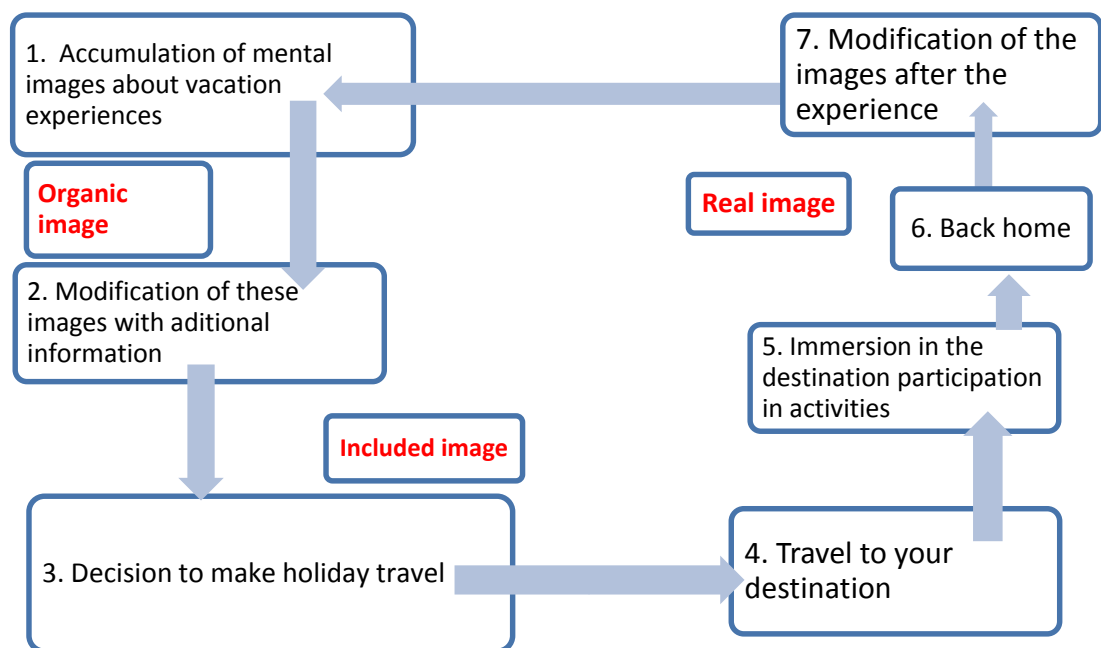 1. Accumulation of mental
images about vacation
experiences
Organic
image
2. Modification of these
images with aditional
information
Included image
3. Decision to make holiday travel
4. Travel to your
destination
5. Immersion in the
destination participation
in activities
6. Back home
Real image
7. Modification of the
images after the
experience